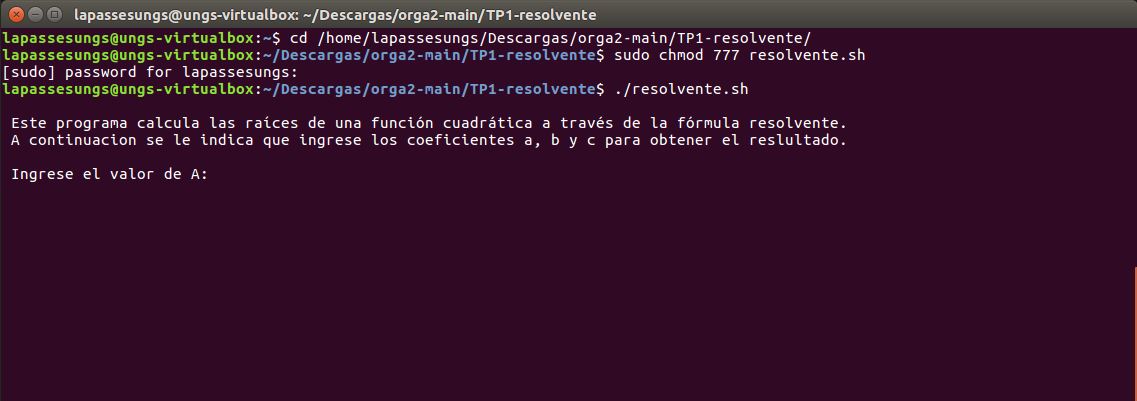 lapassesungs@ungs-virtualbox: ~/Descargas/orga2-main/TP1-resolvente
lapassesungs@ungs-virtualbox:~$ cd /home/lapassesungs/Descargas/orga2-main/TP1-resolvente/
lapassesungs@ungs-virtualbox:~/Descargas/orga2-main/TP1-resolvente$ sudo chmod 777 resolvente.sh
[sudo] password for lapassesungs:
lapassesungs@ungs-virtualbox:~/Descargas/orga2-main/TP1-resolvente$ ./resolvente.sh
Este programa calcula las raíces de una función cuadrática a través de la fórmula resolvente.
A continuacion se le indica que ingrese los coeficientes a, b y c para obtener el reslultado.
Ingrese el valor de A: